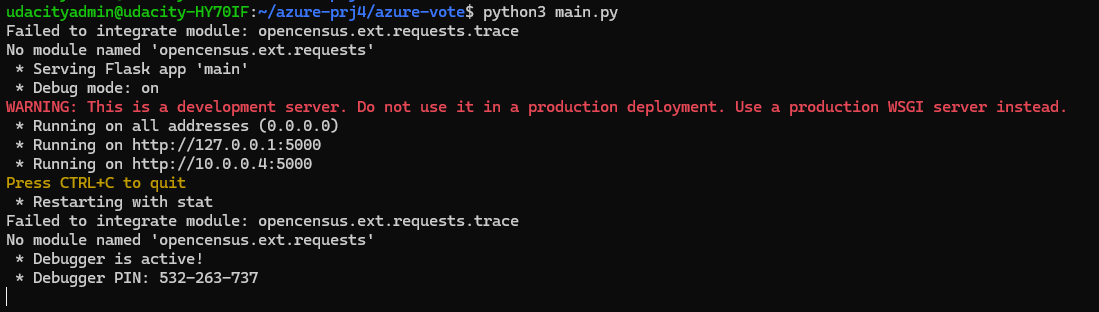 udacityadmin@udacity-HY70IF:~/azure-prj4/azure-vote$ python3 main.py
Failed to integrate module: opencensus.ext.requests.trace
No module named 'opencensus.ext.requests'
 * Serving Flask app 'main'
 * Debug mode: on
WARNING: This is a development server. Do not use it in a production deployment. Use a production WSGI server instead.
 * Running on all addresses (0.0.0.0)
 * Running on http://127.0.0.1:5000
 * Running on http://10.0.0.4:5000
Press CTRL+C to quit
 * Restarting with stat
Failed to integrate module: opencensus.ext.requests.trace
No module named 'opencensus.ext.requests'
 * Debugger is active!
 * Debugger PIN: 532-263-737